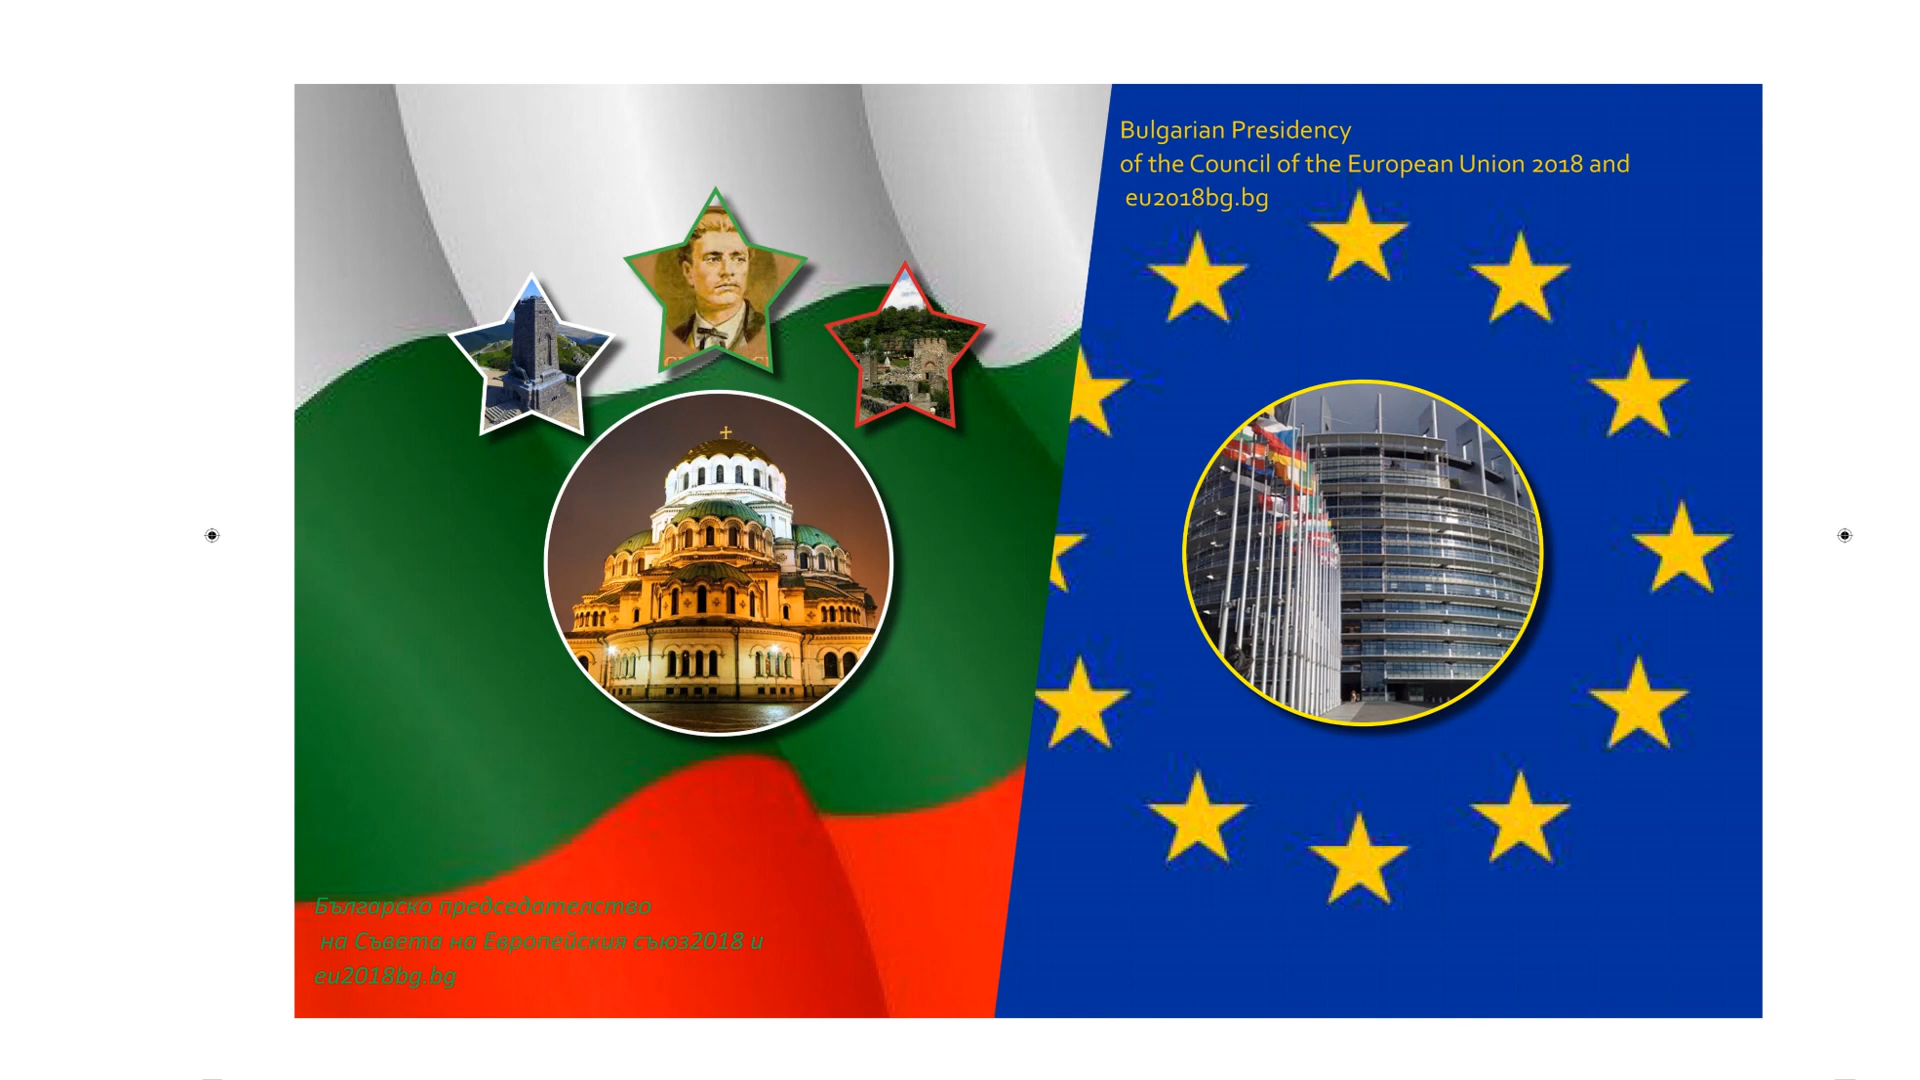 Bulgarian Presidency
of the Council of the European Union 2018 and
eu2018bg.bg
Българско председателство
на Съвета на Европейския съюз2018 и
eu2018bg.bg